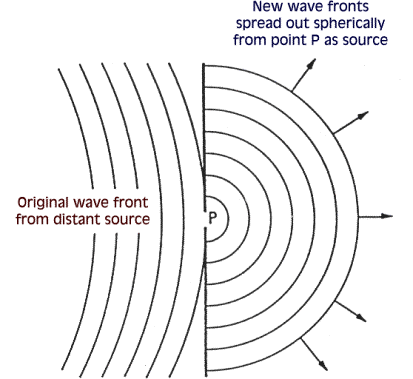 New wave fronts
spread out spherically
from point P as source
Original wave front
from distant source
P